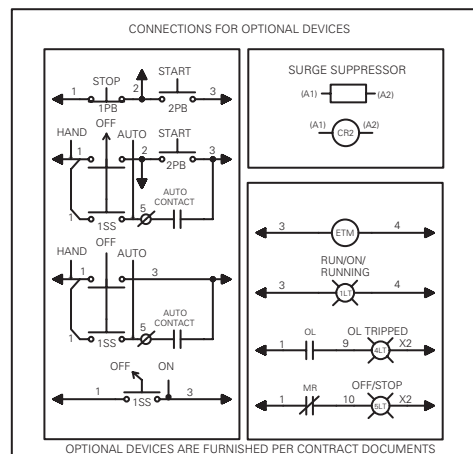 CONNECTIONS FOR OPTIONAL DEVICES
STOP
START
1
2
3
1PB
2PB
OFF
HAND
AUTO
START
1
2
3
2PB
5
AUTO
CONTACT
1
1SS
OFF
HAND
AUTO
1
3
5
AUTO
CONTACT
1
1SS
OFF
ON
1
3
1SS
SURGE SUPPRESSOR
(A1)
(A2)
(A1)
CR2
(A2)
3
ETM
4
RUN/ON/
RUNNING
3
1LT
4
OL
OL TRIPPED
1
9
4LT
X2
MR
OFF/STOP
1
10
5LT
X2
OPTIONAL DEVICES ARE FURNISHED PER CONTRACT DOCUMENTS